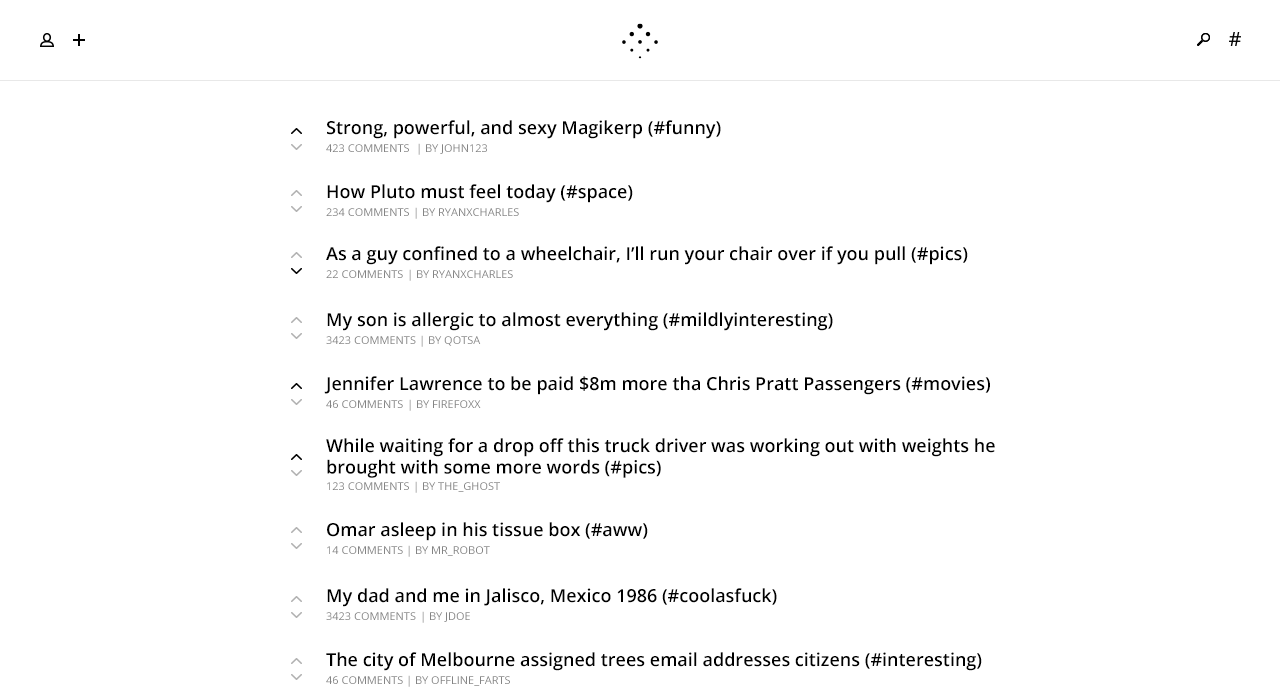 #
Strong, powerful, and sexy Magikerp (#funny)
423 COMMENTS | BY JOHN123
How Pluto must feel today (#space)
234 COMMENTS | BY RYANXCHARLES
As a guy confined to a wheelchair, I’ll run your chair over if you pull (#pics)
22 COMMENTS | BY RYANXCHARLES
My son is allergic to almost everything (#mildlyinteresting)
3423 COMMENTS | BY QOTSA
Jennifer Lawrence to be paid $8m more tha Chris Pratt Passengers (#movies)
46 COMMENTS | BY FIREFOXX
While waiting for a drop off this truck driver was working out with weights he
brought with some more words (#pics)
123 COMMENTS | BY THE_GHOST
Omar asleep in his tissue box (#aww)
14 COMMENTS | BY MR_ROBOT
My dad and me in Jalisco, Mexico 1986 (#coolasfuck)
3423 COMMENTS | BY JDOE
The city of Melbourne assigned trees email addresses citizens (#interesting)
46 COMMENTS | BY OFFLINE_FARTS